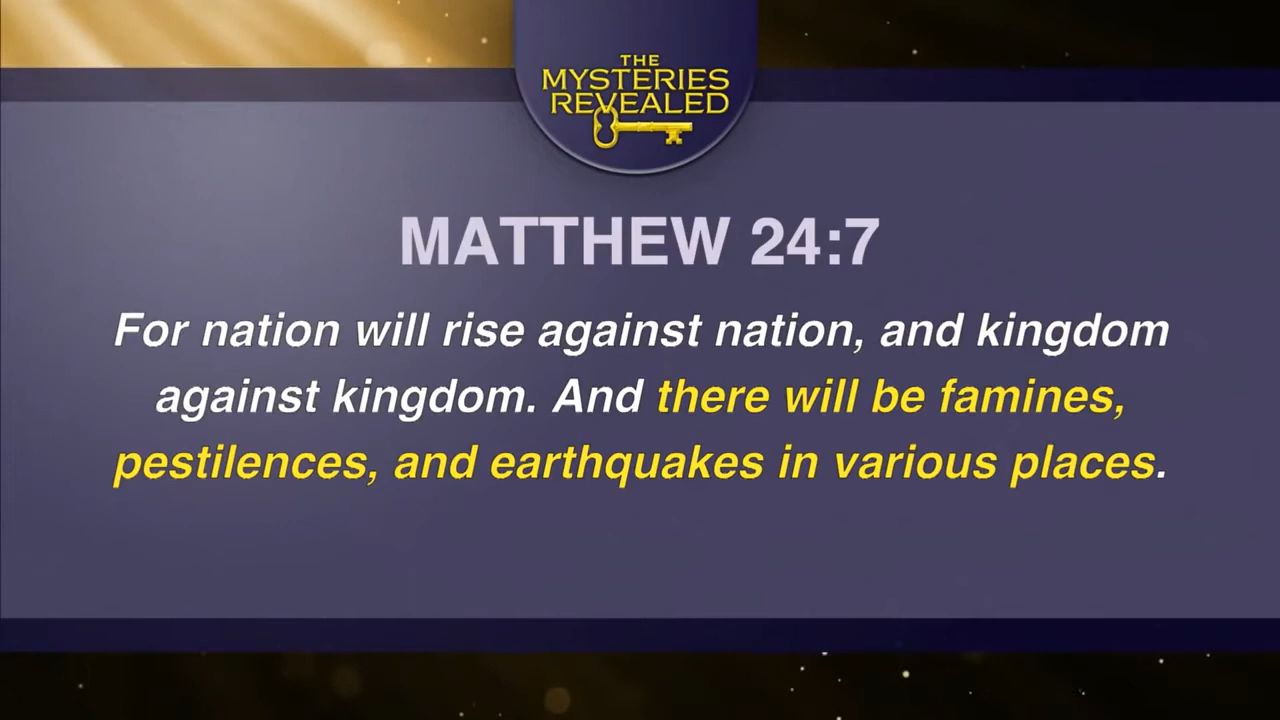 THE
MYSTERIES
REVEALED
MATTHEW 24:7
For nation will rise against nation, and kingdom
against kingdom. And there will be famines,
pestilences, and earthquakes in various places.